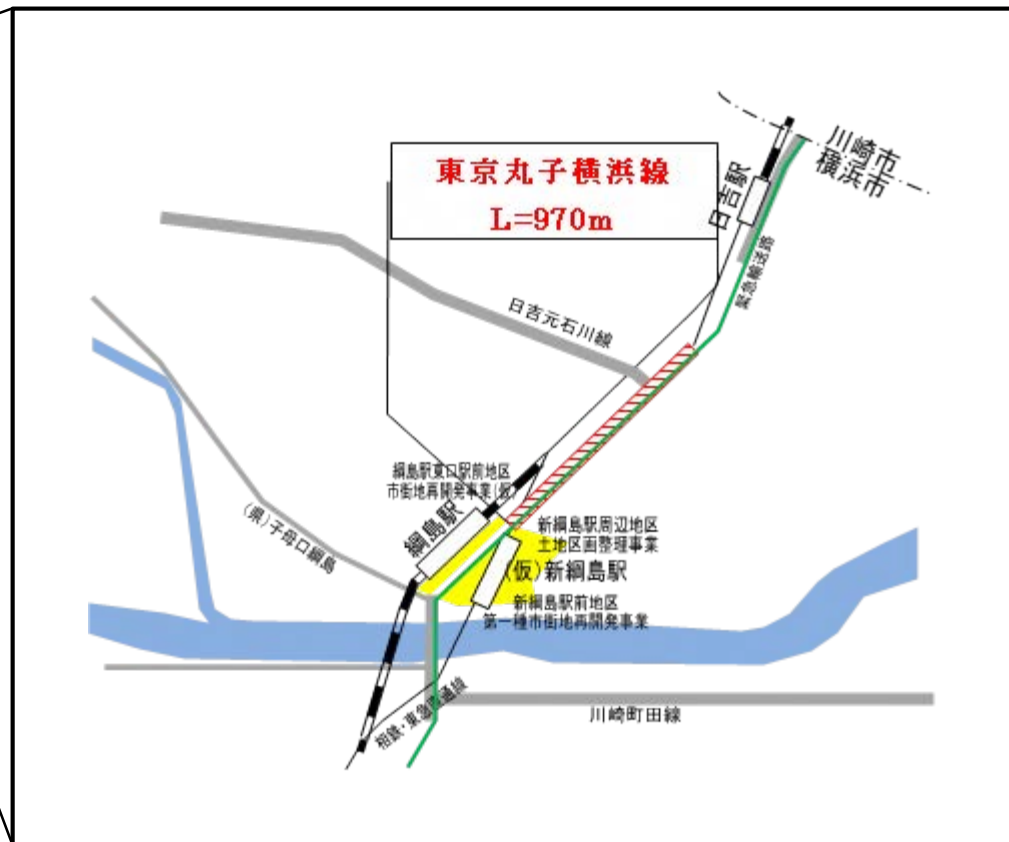 川崎市
横浜市
東京丸子横浜線
L=970m
日吉駅
緊急輸送路
日吉元石川線
綱島駅東口駅前地区
市街地再開発事業(仮)
綱島駅
新綱島駅周辺地区
土地区画整理事業
(仮)新綱島駅
新綱島駅前地区
第一種市街地再開発事業
(県)子母口綱島
相鉄・東急直通線
川崎町田線